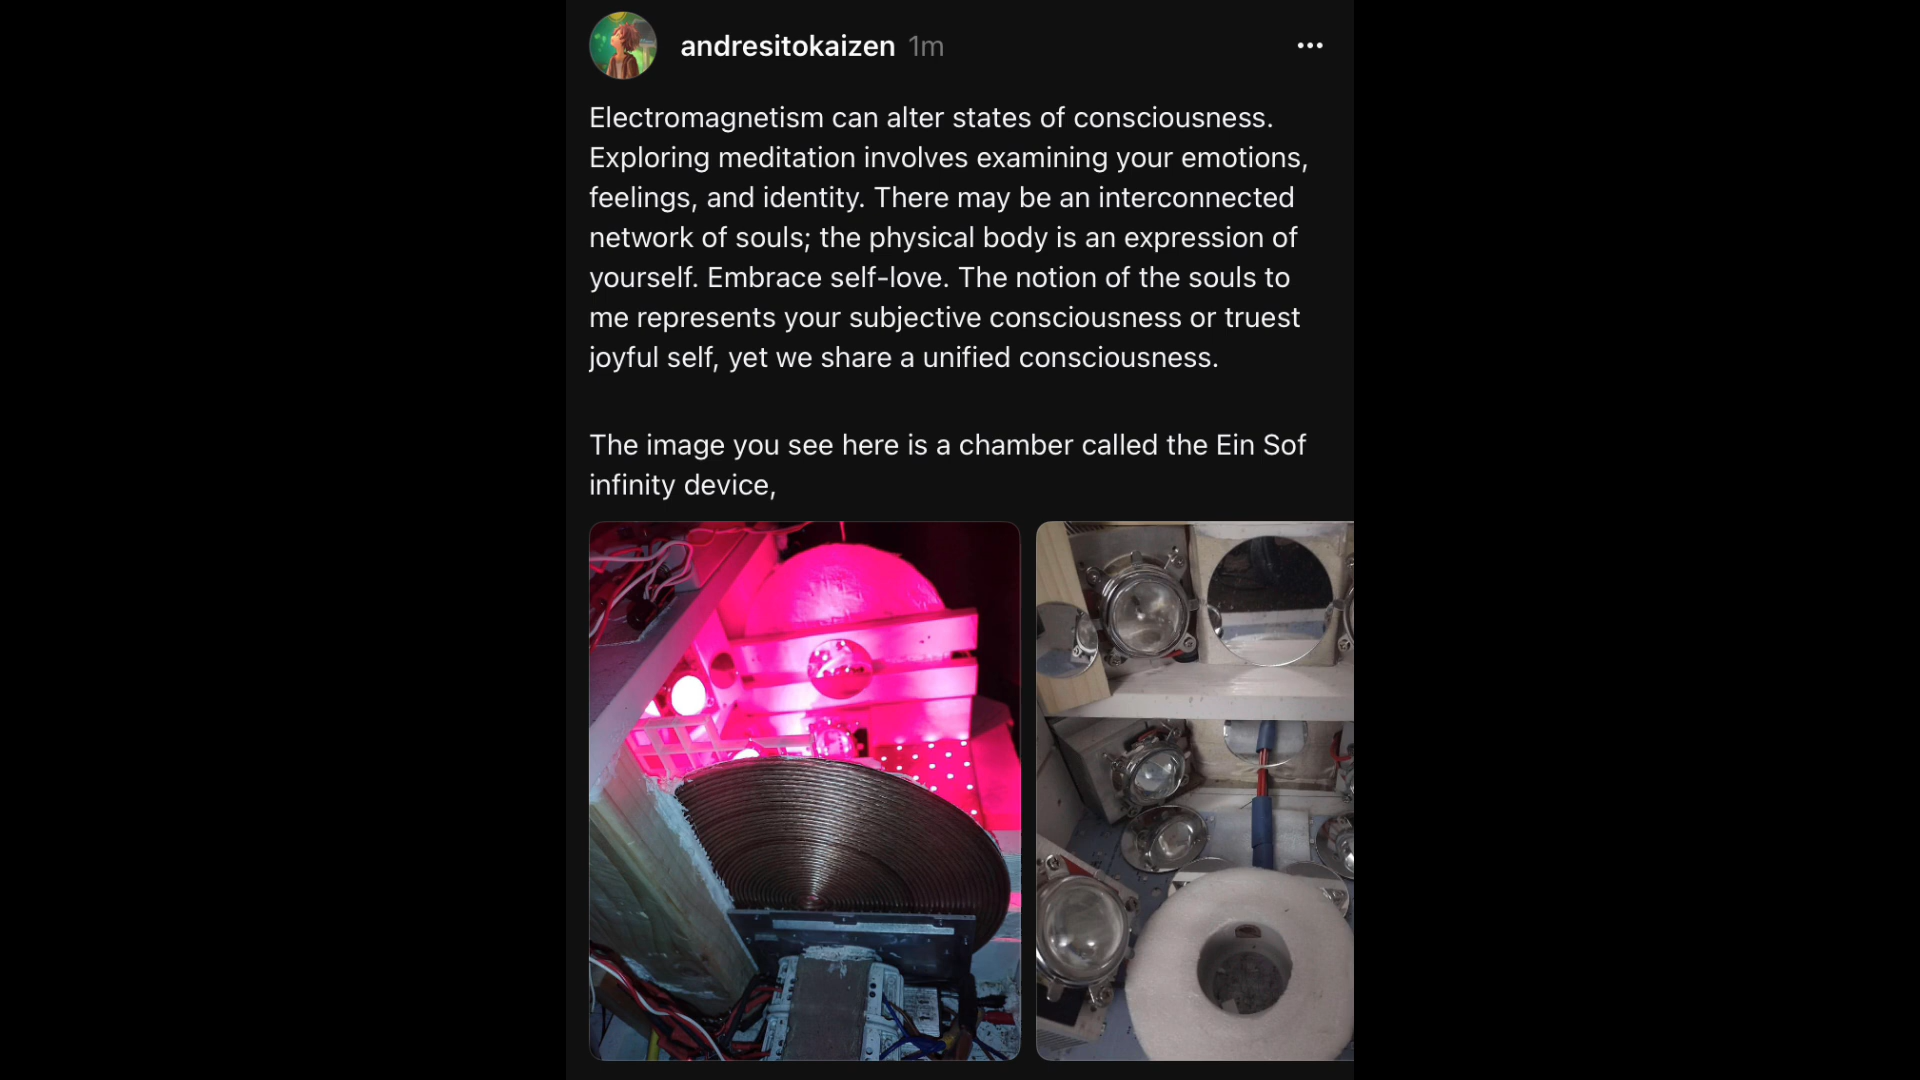 andresitokaizen 1m
Electromagnetism can alter states of consciousness.
Exploring meditation involves examining your emotions,
feelings, and identity. There may be an interconnected
network of souls; the physical body is an expression of
yourself. Embrace self-love. The notion of the souls to
me represents your subjective consciousness or truest
joyful self, yet we share a unified consciousness.
The image you see here is a chamber called the Ein Sof
infinity device,